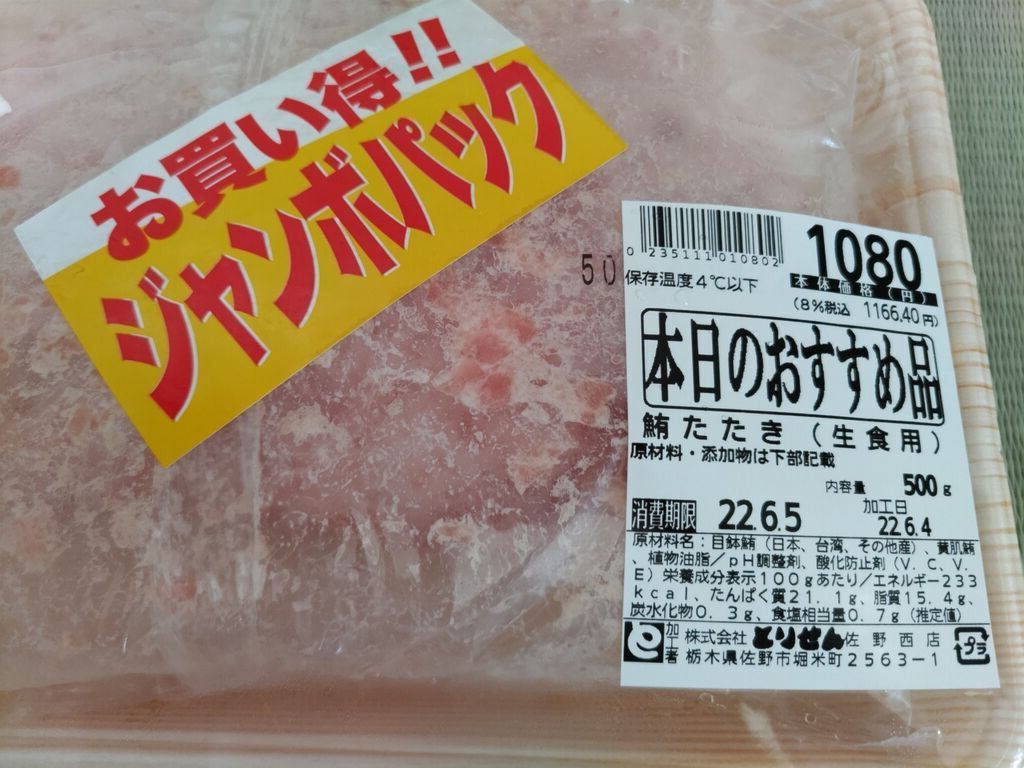 お買い得!!
ジャンボパック
50
0 235111 010802
1080
本体価格(円)
保存温度4℃以下
(8%税込 1166.40円)
本日のおすすめ品
鮪たたき(生食用)
原材料・添加物は下部記載
内容量 500g
消費期限 22.6.5
加工日
22.6.4
原材料名:目鉢鮪(日本、台湾、その他産)、黄肌鮪
、植物油脂/pH調整剤、酸化防止剤(V.C、V.
E)栄養成分表示100gあたり/エネルギー233
kcal、たんぱく質21.1g、脂質15.4g、
炭水化物0.3g、食塩相当量0.7g(推定値)
加工者 株式会社 とりせん 佐野西店
栃木県佐野市堀米町2563-1
プラ